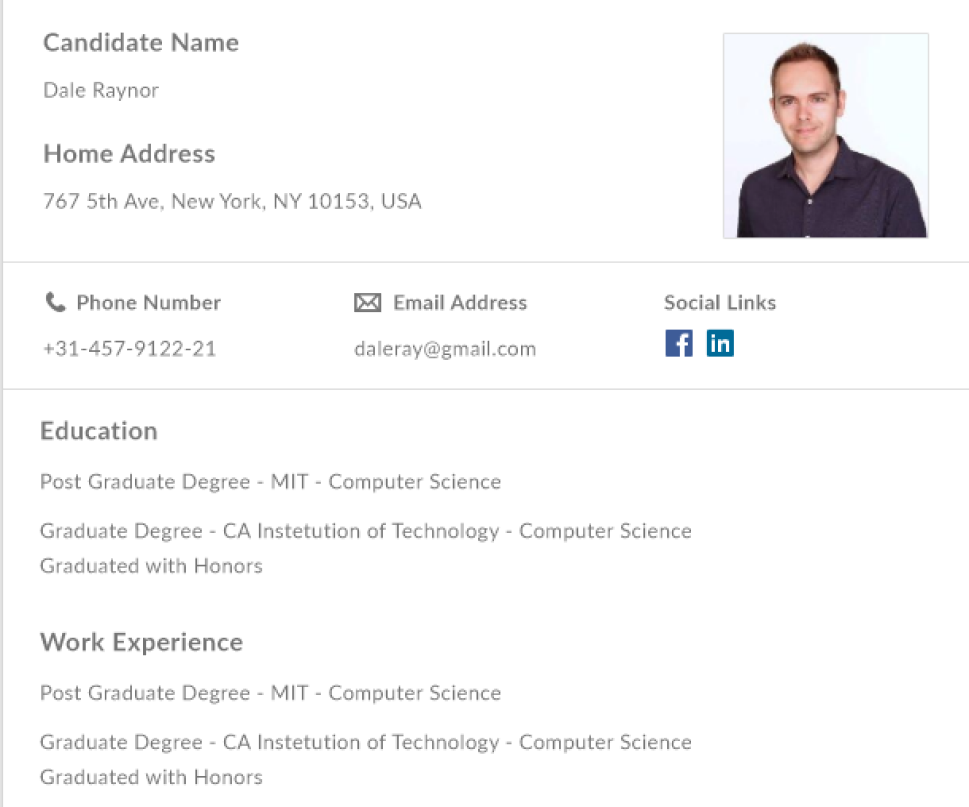 Candidate Name
Dale Raynor
Home Address
767 5th Ave, New York, NY 10153, USA
Phone Number
+31-457-9122-21
Email Address
daleray@gmail.com
Social Links
f in
Education
Post Graduate Degree - MIT - Computer Science
Graduate Degree - CA Instetution of Technology - Computer Science
Graduated with Honors
Work Experience
Post Graduate Degree - MIT - Computer Science
Graduate Degree - CA Instetution of Technology - Computer Science
Graduated with Honors